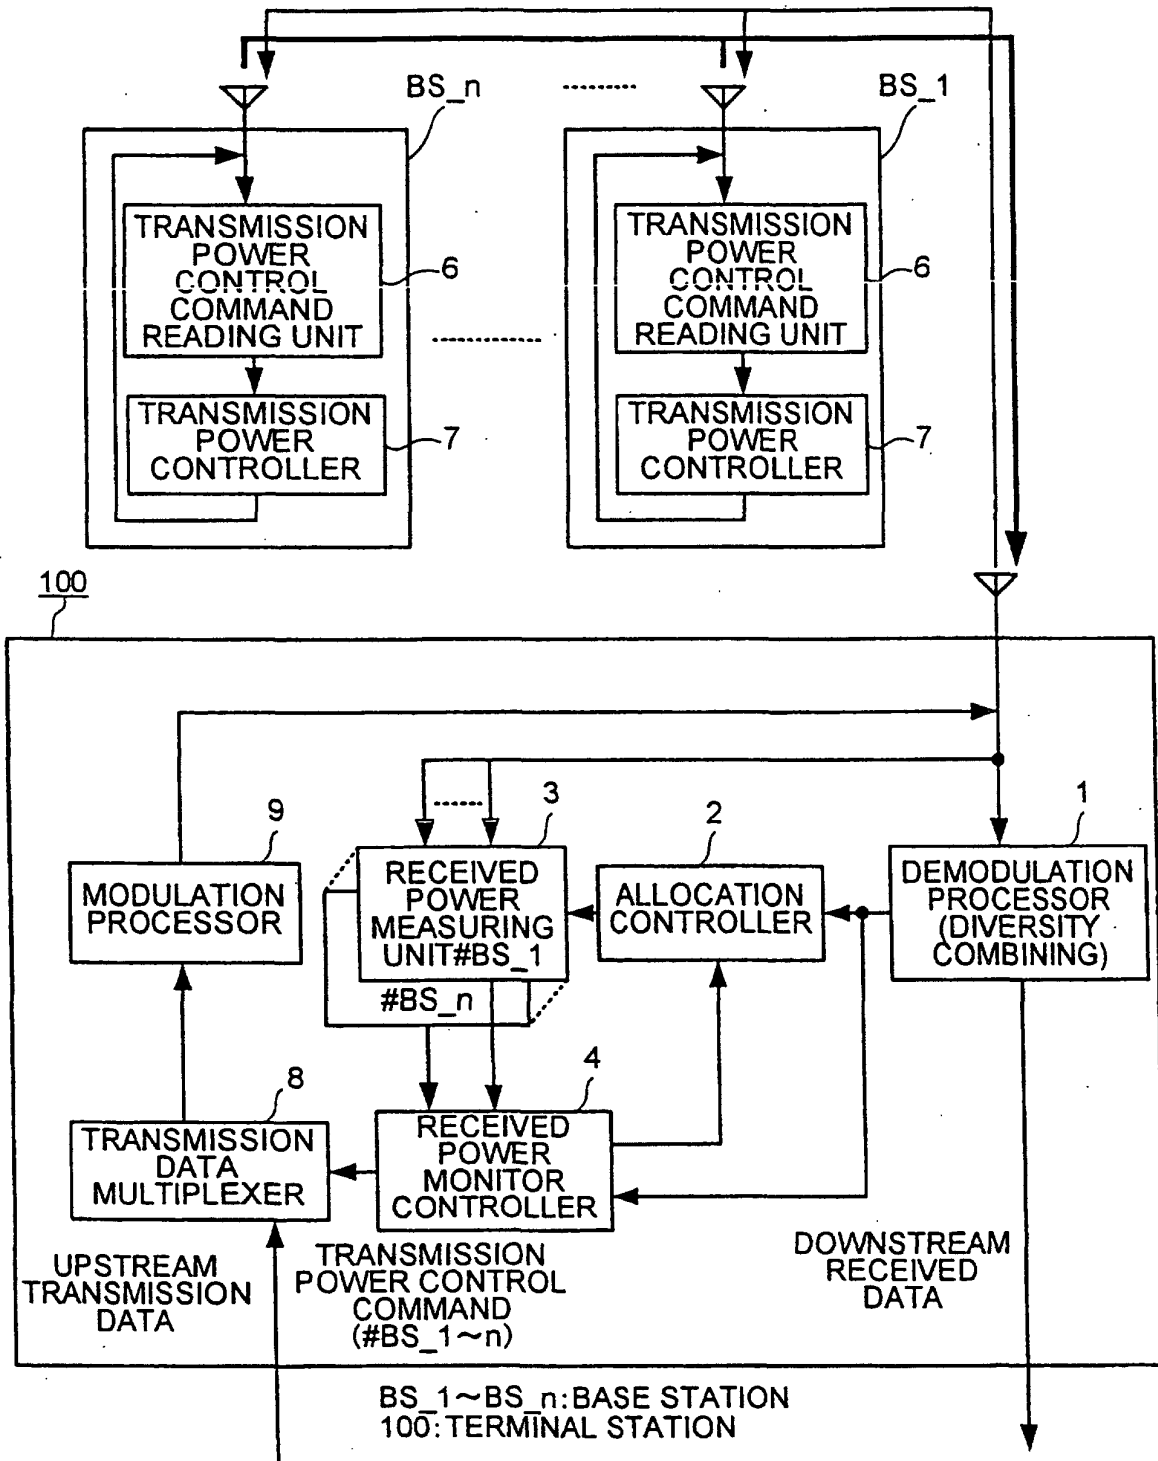 BS_n
BS_1
TRANSMISSION
POWER
CONTROL
COMMAND
READING UNIT
6
TRANSMISSION
POWER
CONTROL
COMMAND
READING UNIT
6
TRANSMISSION
POWER
CONTROLLER
7
TRANSMISSION
POWER
CONTROLLER
7
100
9
MODULATION
PROCESSOR
3
RECEIVED
POWER
MEASURING
UNIT#BS_1
#BS_n
2
ALLOCATION
CONTROLLER
1
DEMODULATION
PROCESSOR
(DIVERSITY
COMBINING)
8
TRANSMISSION
DATA
MULTIPLEXER
4
RECEIVED
POWER
MONITOR
CONTROLLER
UPSTREAM
TRANSMISSION
DATA
TRANSMISSION
POWER CONTROL
COMMAND
(#BS_1~n)
DOWNSTREAM
RECEIVED
DATA
BS_1~BS_n:BASE STATION
100:TERMINAL STATION